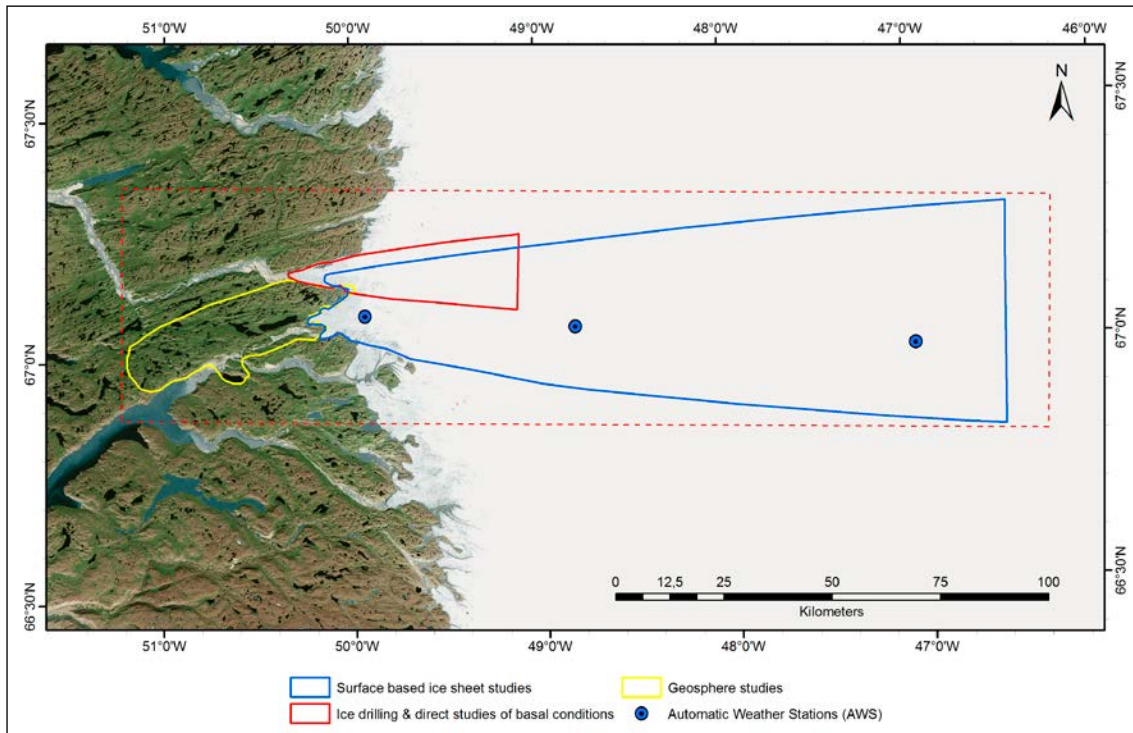 51°0'W 50°0'W 49°0'W 48°0'W 47°0'W 46°0'W
N
67°30'N
67°30'N
67°0'N
67°0'N
66°30'N
66°30'N
0 12,5 25 50 75 100
Kilometers
51°0'W 50°0'W 49°0'W 48°0'W 47°0'W
Surface based ice sheet studies
Geosphere studies
Ice drilling & direct studies of basal conditions
Automatic Weather Stations (AWS)